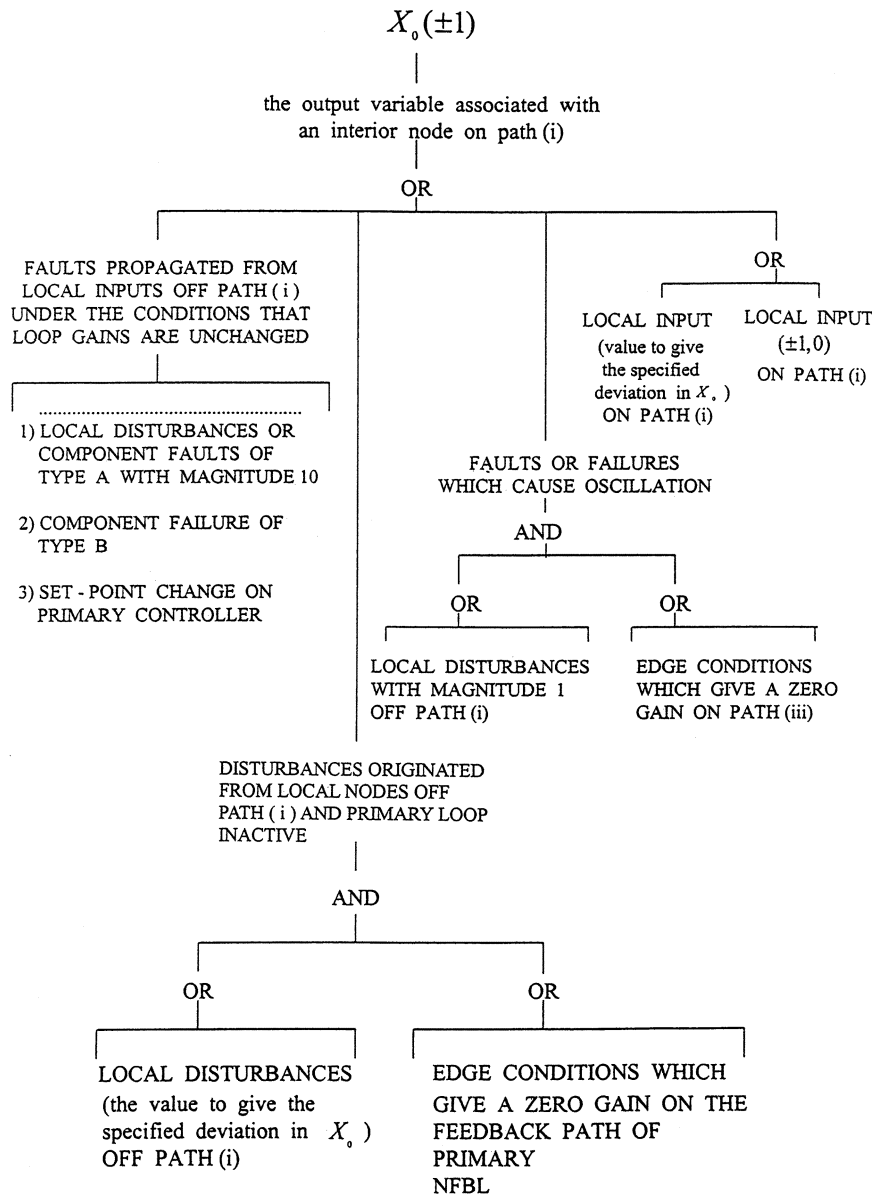 X₀(±1)
the output variable associated with
an interior node on path (i)
OR
FAULTS PROPAGATED FROM
LOCAL INPUTS OFF PATH (i)
UNDER THE CONDITIONS THAT
LOOP GAINS ARE UNCHANGED
1) LOCAL DISTURBANCES OR
COMPONENT FAULTS OF
TYPE A WITH MAGNITUDE 10
2) COMPONENT FAILURE OF
TYPE B
3) SET - POINT CHANGE ON
PRIMARY CONTROLLER
OR
LOCAL INPUT
(value to give
the specified
deviation in X₀ )
ON PATH (i)
LOCAL INPUT
(±1,0)
ON PATH (i)
FAULTS OR FAILURES
WHICH CAUSE OSCILLATION
AND
OR
OR
LOCAL DISTURBANCES
WITH MAGNITUDE 1
OFF PATH (i)
EDGE CONDITIONS
WHICH GIVE A ZERO
GAIN ON PATH (iii)
DISTURBANCES ORIGINATED
FROM LOCAL NODES OFF
PATH ( i ) AND PRIMARY LOOP
INACTIVE
AND
OR
OR
LOCAL DISTURBANCES
(the value to give the
specified deviation in X₀ )
OFF PATH (i)
EDGE CONDITIONS WHICH
GIVE A ZERO GAIN ON THE
FEEDBACK PATH OF
PRIMARY
NFBL